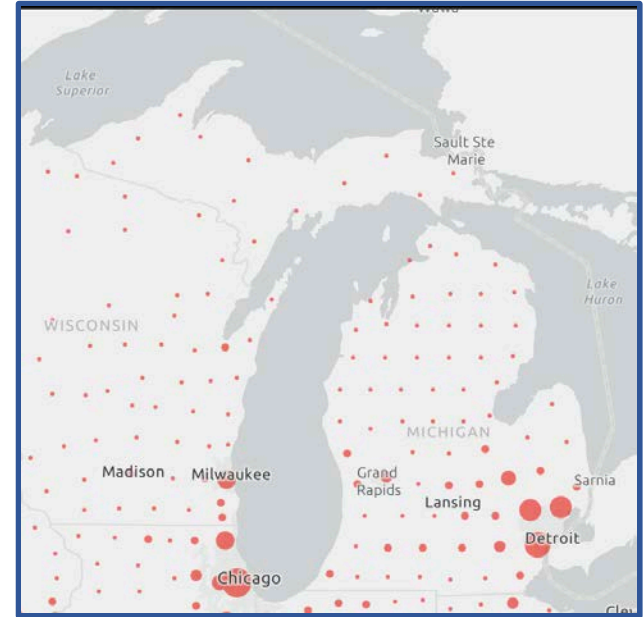 Lake
Superior
Sault Ste
Marie
Lake
Huron
WISCONSIN
MICHIGAN
Madison
Milwaukee
Grand
Rapids
Sarnia
Lansing
Detroit
Chicago